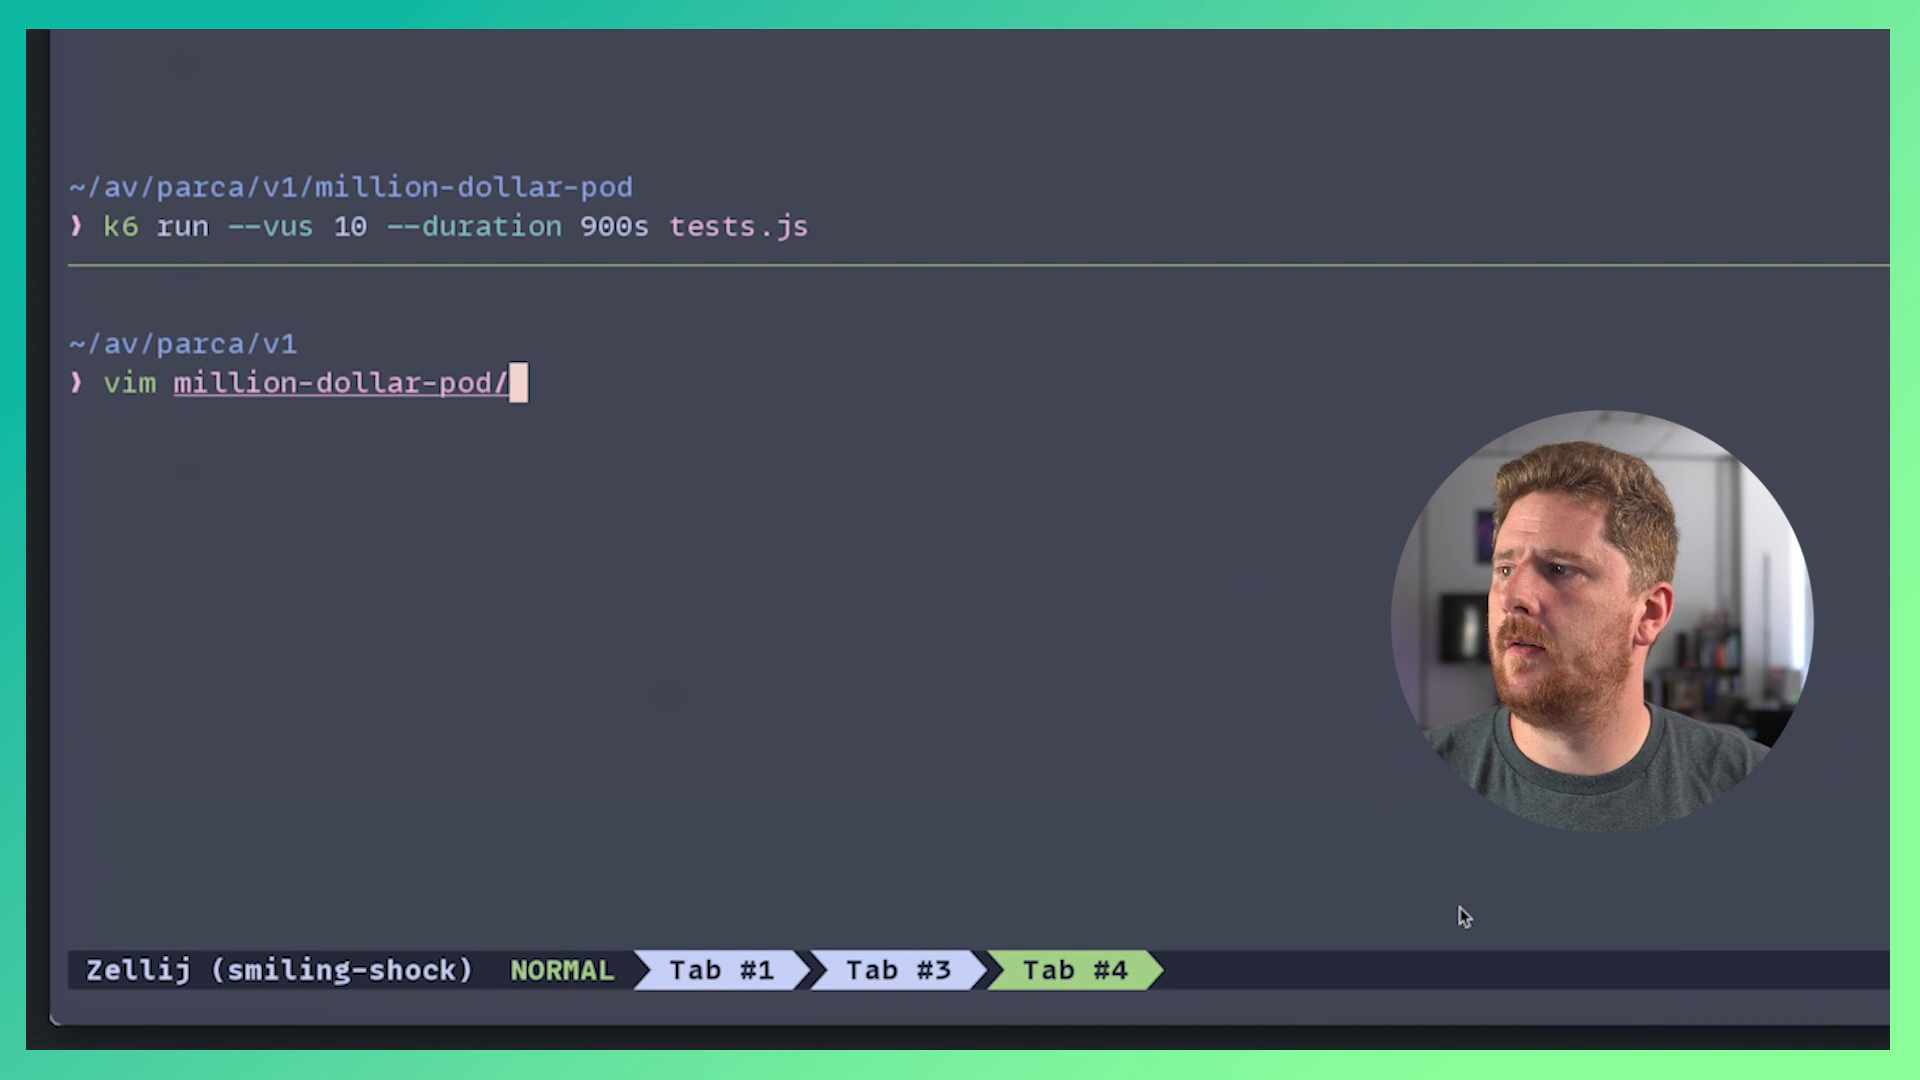 ~/av/parca/v1/million-dollar-pod
❯ k6 run --vus 10 --duration 900s tests.js
~/av/parca/v1
❯ vim million-dollar-pod/
Zellij (smiling-shock) NORMAL Tab #1 Tab #3 Tab #4